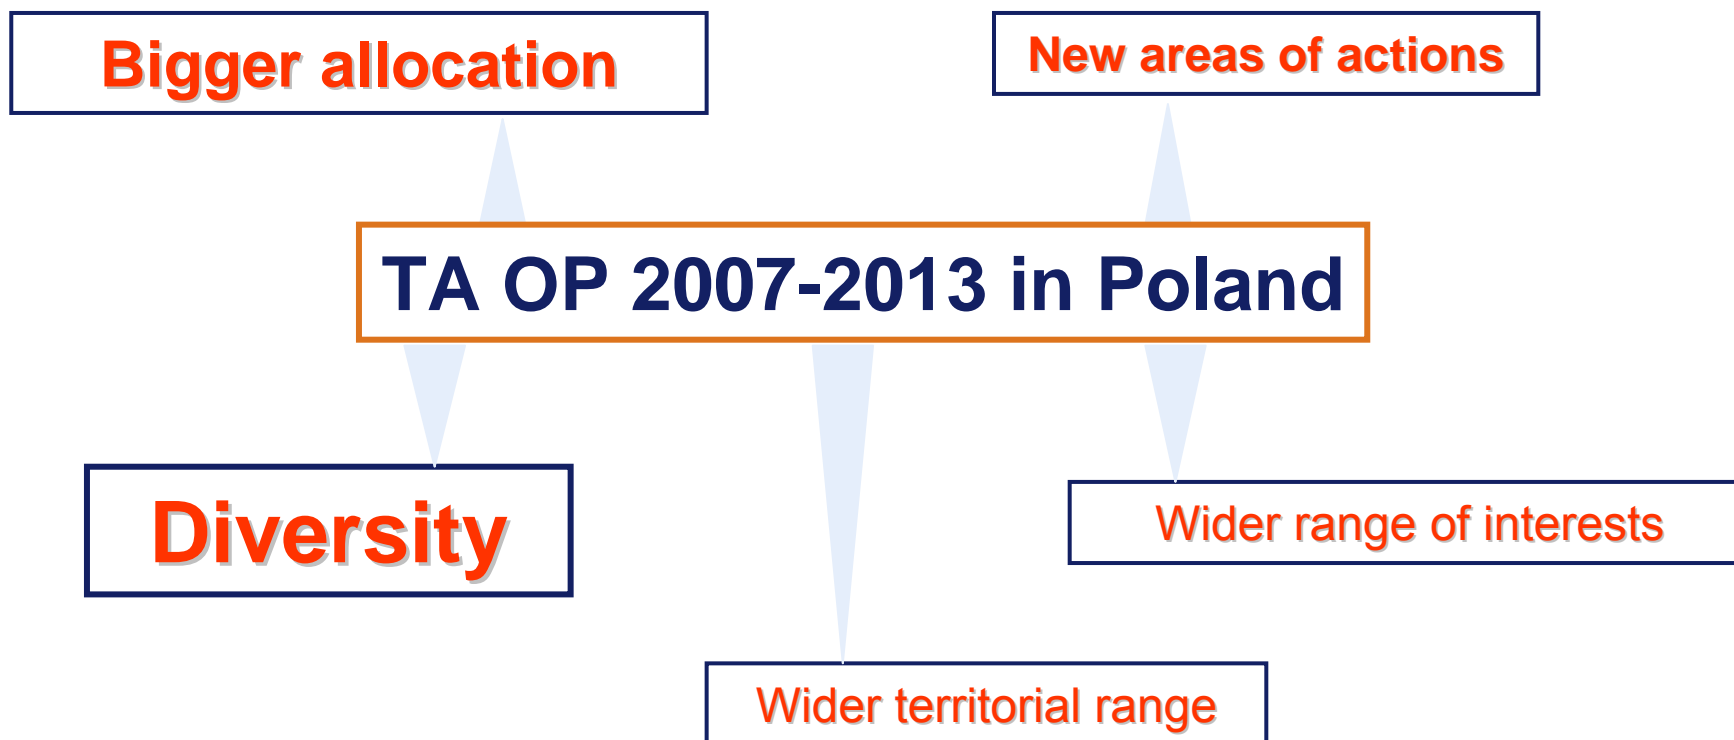 Bigger allocation
New areas of actions
TA OP 2007-2013 in Poland
Diversity
Wider range of interests
Wider territorial range